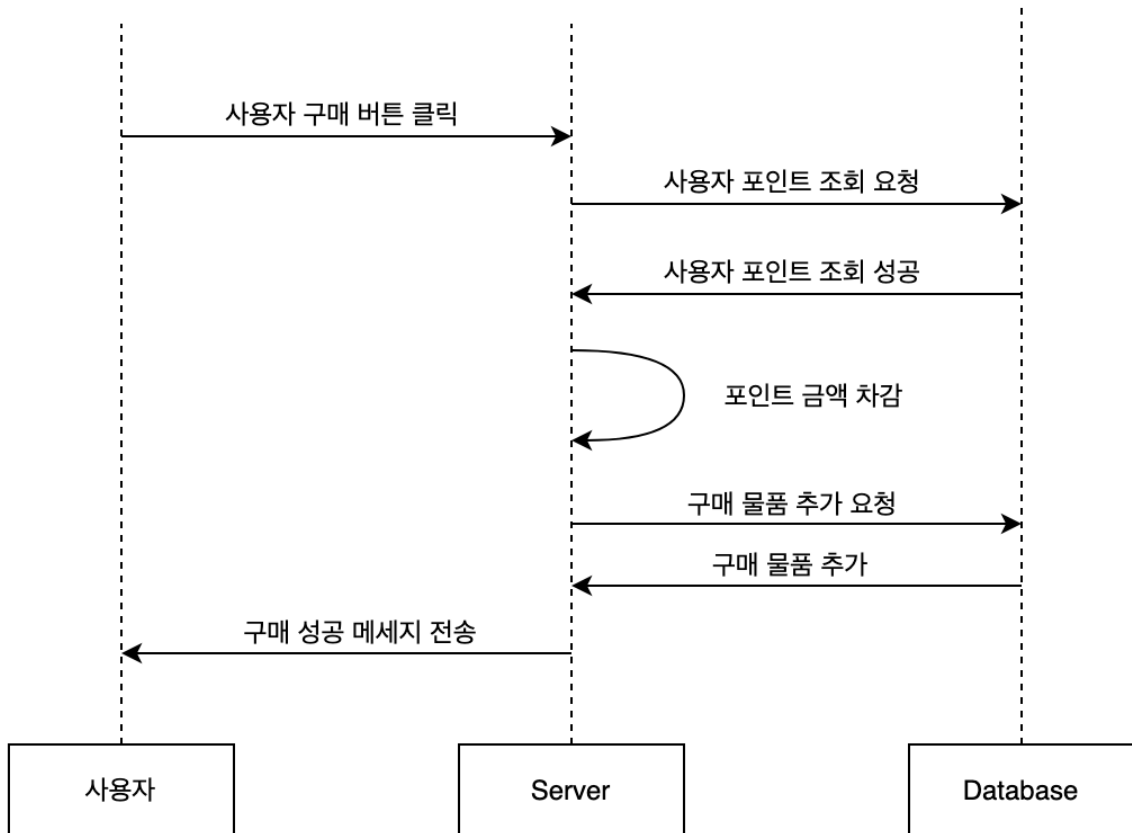 사용자 구매 버튼 클릭
사용자 포인트 조회 요청
사용자 포인트 조회 성공
포인트 금액 차감
구매 물품 추가 요청
구매 물품 추가
구매 성공 메세지 전송
사용자
Server
Database